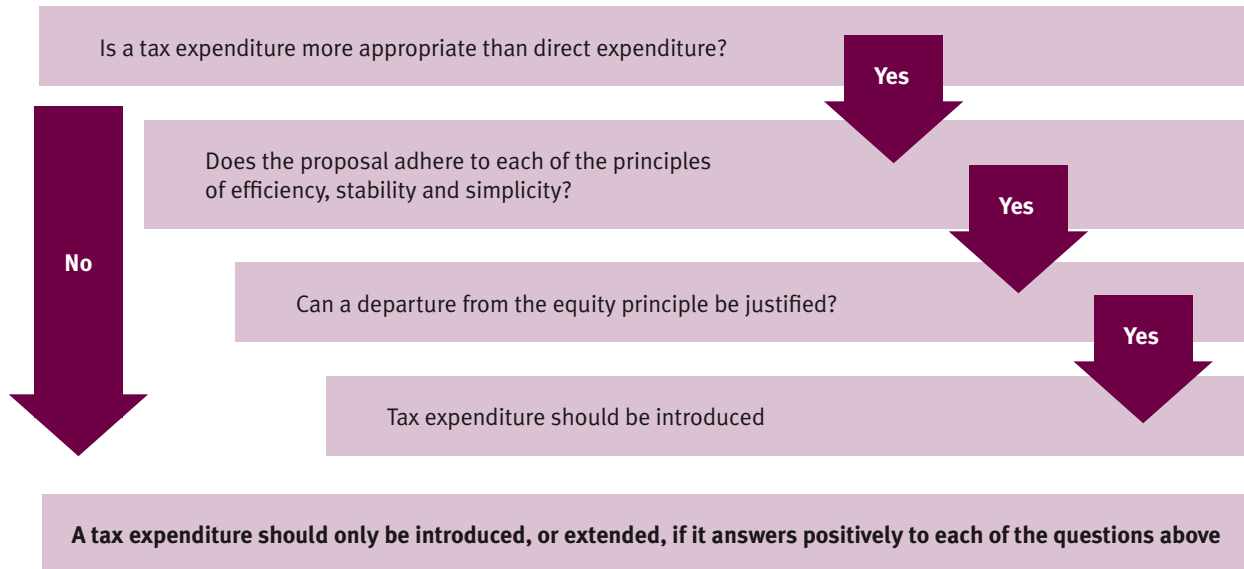 Is a tax expenditure more appropriate than direct expenditure?
Yes
Does the proposal adhere to each of the principles
of efficiency, stability and simplicity?
Yes
No
Can a departure from the equity principle be justified?
Yes
Tax expenditure should be introduced
A tax expenditure should only be introduced, or extended, if it answers positively to each of the questions above